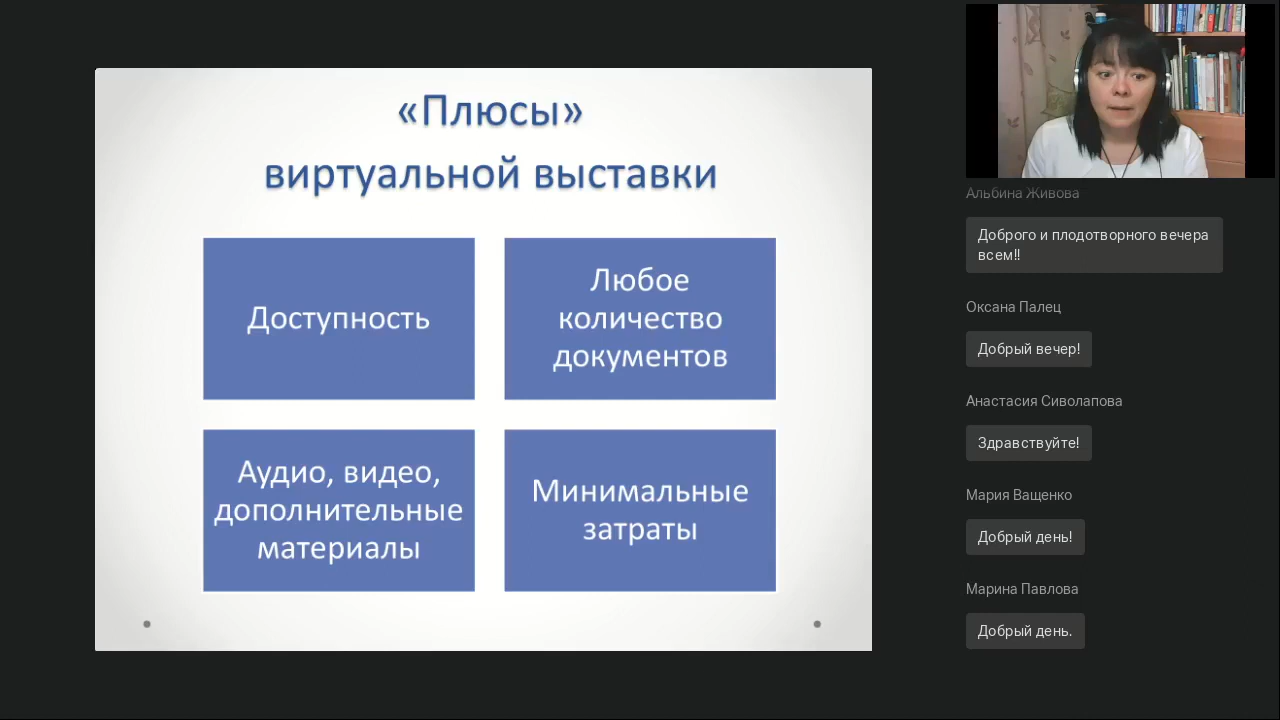 «Плюсы»
виртуальной выставки
Доступность
Любое
количество
документов
Аудио, видео,
дополнительные
материалы
Минимальные
затраты
Альбина Живова
Доброго и плодотворного вечера
всем!!
Оксана Палец
Добрый вечер!
Анастасия Сиволапова
Здравствуйте!
Мария Ващенко
Добрый день!
Марина Павлова
Добрый день.